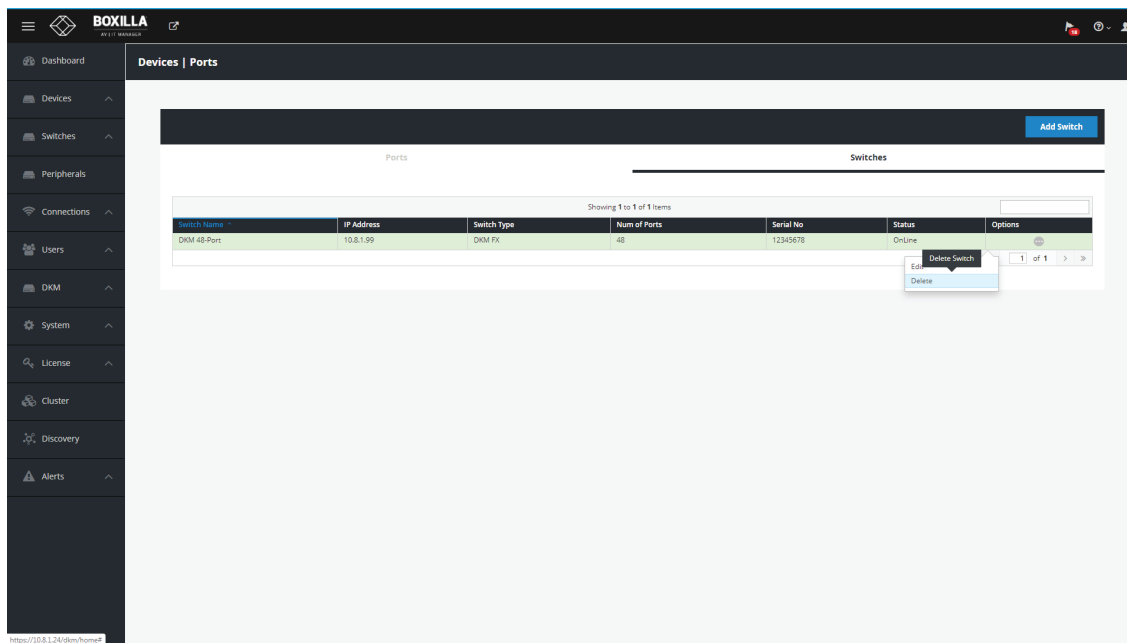 BOXILLA
AV | IT MANAGER
18
Dashboard
Devices | Ports
Devices
Switches
Peripherals
Connections
Users
DKM
System
License
Cluster
Discovery
Alerts
Add Switch
Ports
Switches
Showing 1 to 1 of 1 Items
Switch Name IP Address Switch Type Num of Ports Serial No Status Options
DKM 48-Port 10.8.1.99 DKM FX 48 12345678 OnLine
1 of 1 > »
Delete Switch
Edit
Delete
https://10.8.1.24/dkm/home#